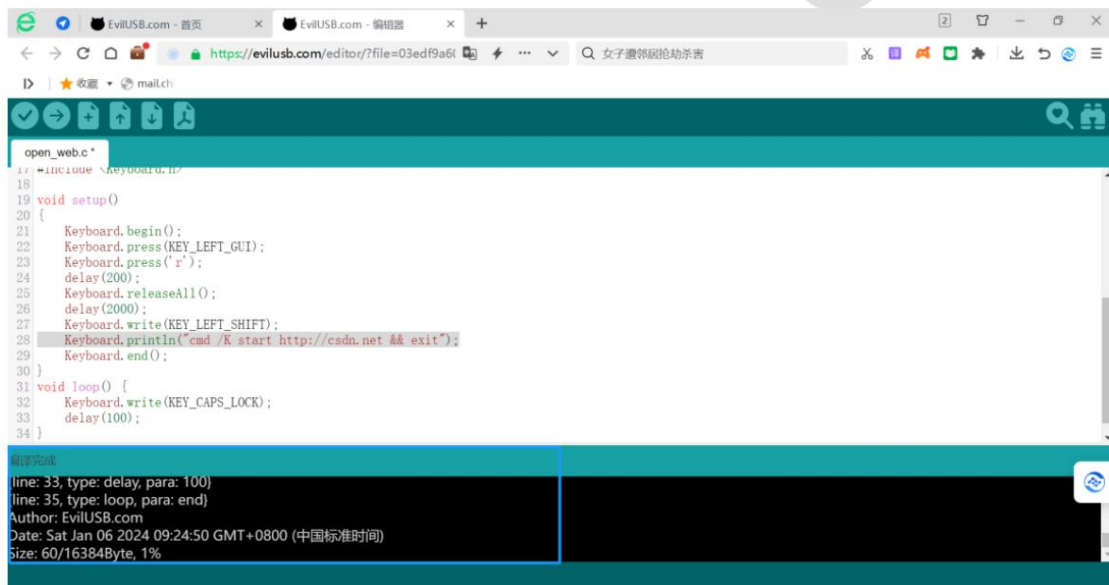 EvilUSB.com - 首页
EvilUSB.com - 编辑器
2
https://evilusb.com/editor/?file=03edf9a6(
女子遭邻居抢劫杀害
收藏
mail.ch
open_web.c *
17 #include <Keyboard.h>
18
19 void setup()
20 {
21 Keyboard.begin();
22 Keyboard.press(KEY_LEFT_GUI);
23 Keyboard.press('r');
24 delay(200);
25 Keyboard.releaseAll();
26 delay(2000);
27 Keyboard.write(KEY_LEFT_SHIFT);
28 Keyboard.println("cmd /K start http://csdn.net && exit");
29 Keyboard.end();
30 }
31 void loop() {
32 Keyboard.write(KEY_CAPS_LOCK);
33 delay(100);
34 }
编译完成
{line: 33, type: delay, para: 100}
{line: 35, type: loop, para: end}
Author: EvilUSB.com
Date: Sat Jan 06 2024 09:24:50 GMT+0800 (中国标准时间)
Size: 60/16384Byte, 1%